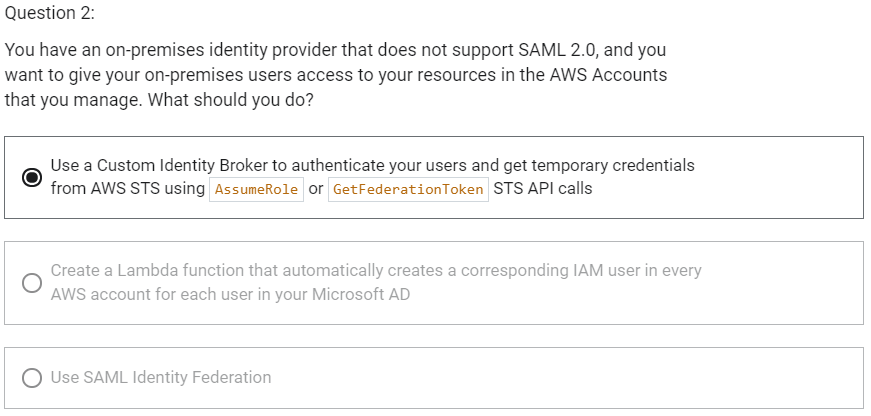 Question 2:
You have an on-premises identity provider that does not support SAML 2.0, and you
want to give your on-premises users access to your resources in the AWS Accounts
that you manage. What should you do?
Use a Custom Identity Broker to authenticate your users and get temporary credentials
from AWS STS using AssumeRole or GetFederationToken STS API calls
Create a Lambda function that automatically creates a corresponding IAM user in every
AWS account for each user in your Microsoft AD
Use SAML Identity Federation